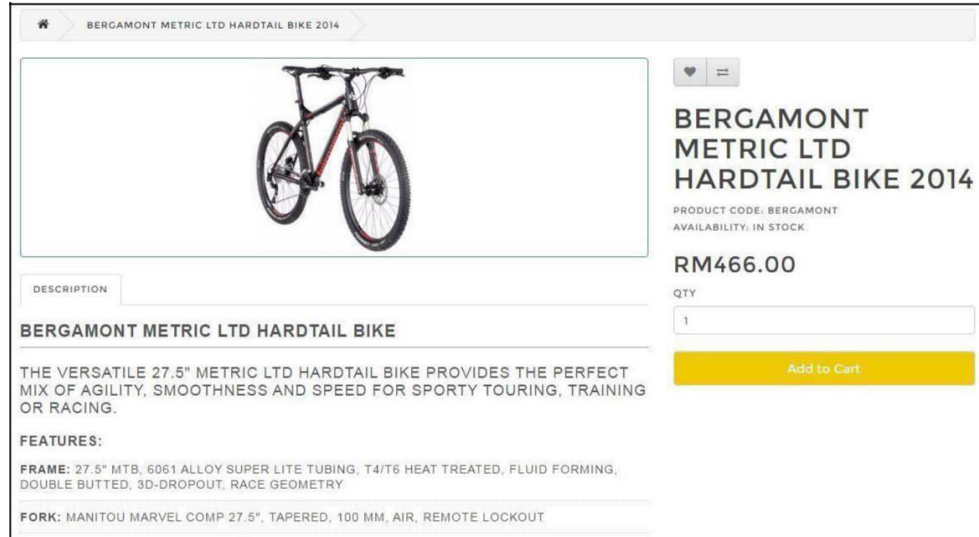 BERGAMONT METRIC LTD HARDTAIL BIKE 2014
BERGAMONT
METRIC LTD
HARDTAIL BIKE 2014
PRODUCT CODE: BERGAMONT
AVAILABILITY: IN STOCK
RM466.00
QTY
1
Add to Cart
DESCRIPTION
BERGAMONT METRIC LTD HARDTAIL BIKE
THE VERSATILE 27.5" METRIC LTD HARDTAIL BIKE PROVIDES THE PERFECT
MIX OF AGILITY, SMOOTHNESS AND SPEED FOR SPORTY TOURING, TRAINING
OR RACING.
FEATURES:
FRAME: 27.5" MTB, 6061 ALLOY SUPER LITE TUBING, T4/T6 HEAT TREATED, FLUID FORMING,
DOUBLE BUTTED, 3D-DROPOUT, RACE GEOMETRY
FORK: MANITOU MARVEL COMP 27.5", TAPERED, 100 MM, AIR, REMOTE LOCKOUT